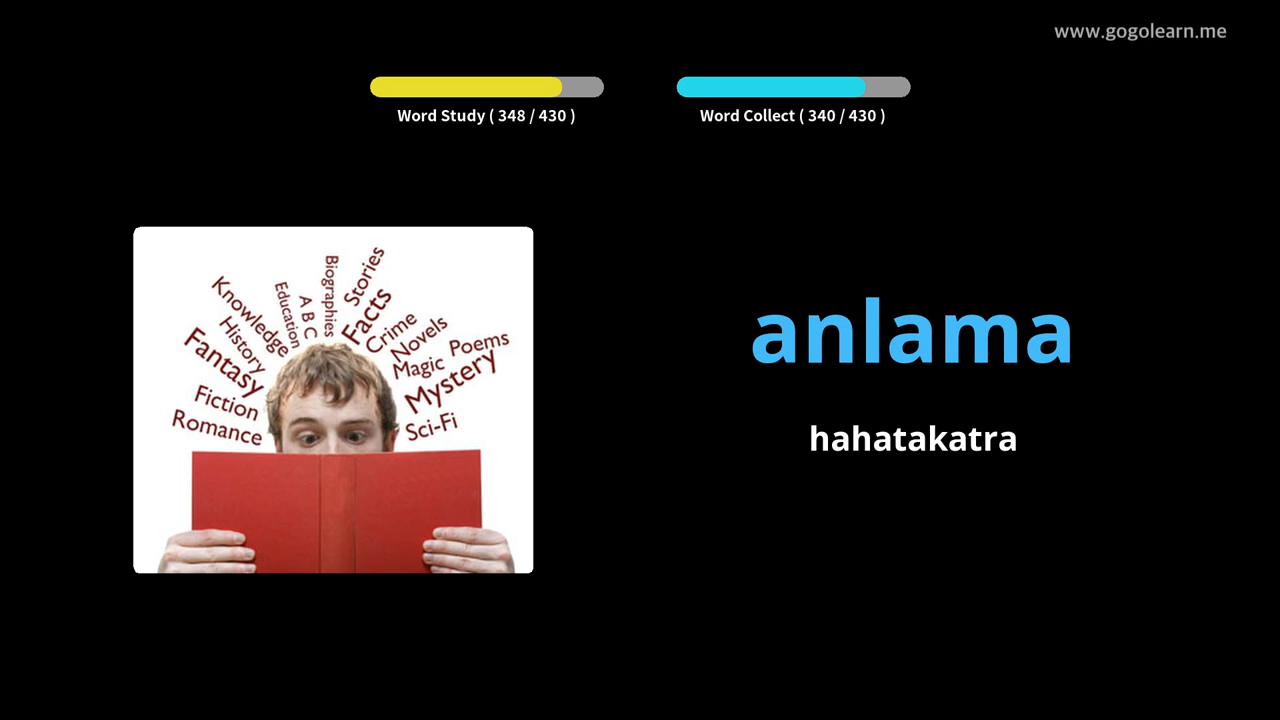 www.gogolearn.me
Word Study ( 348 / 430 )
Word Collect ( 340 / 430 )
Biographies
Stories
Education
A B C
Facts
Knowledge
History
Crime
Novels
Poems
Fantasy
Magic
Mystery
Fiction
Sci-Fi
Romance
anlama
hahatakatra